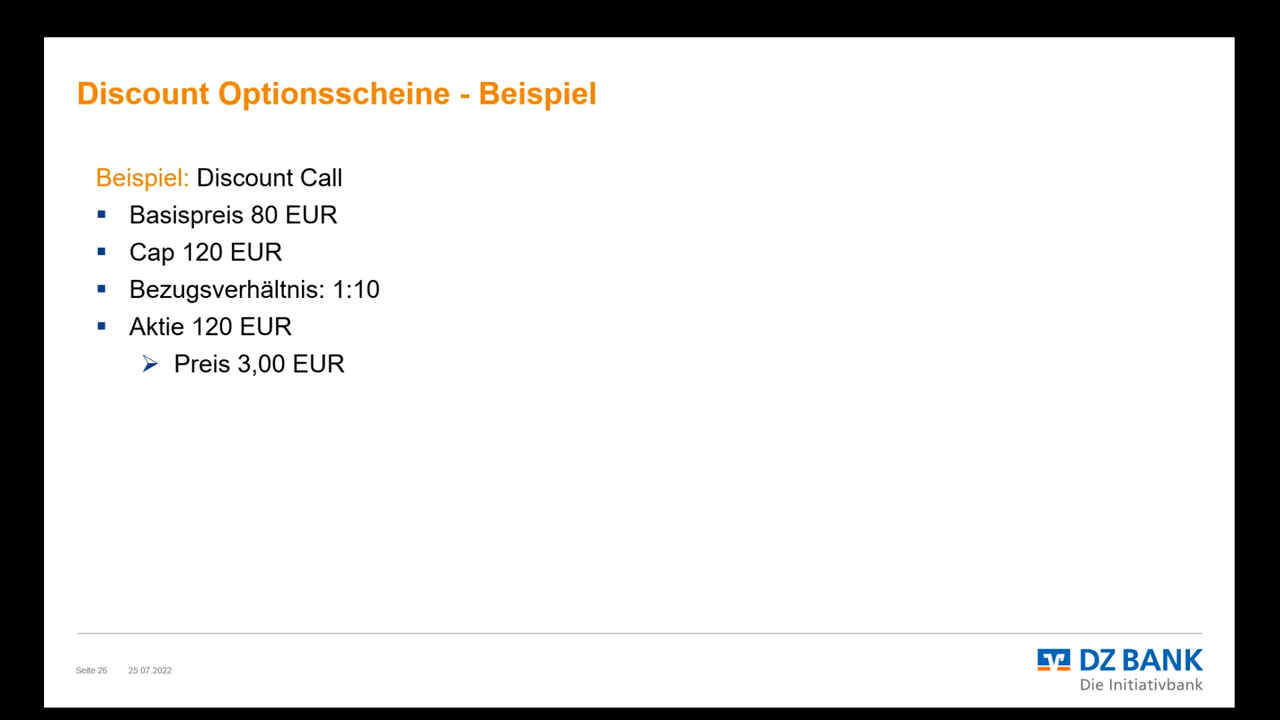 Discount Optionsscheine - Beispiel
Beispiel: Discount Call
Basispreis 80 EUR
Cap 120 EUR
Bezugsverhältnis: 1:10
Aktie 120 EUR
Preis 3,00 EUR
Seite 26 25.07.2022
DZ BANK
Die Initiativbank